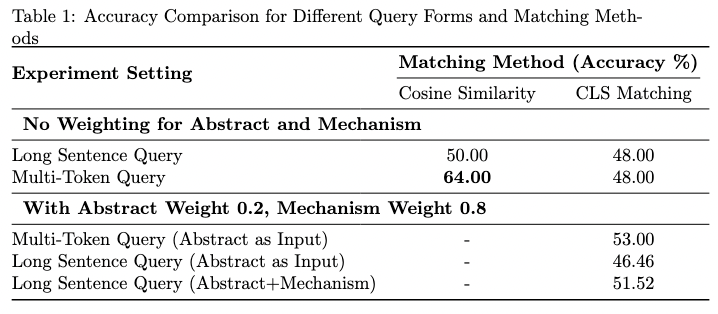 Table 1: Accuracy Comparison for Different Query Forms and Matching Meth-
ods
Experiment Setting Matching Method (Accuracy %)
Cosine Similarity CLS Matching
No Weighting for Abstract and Mechanism
Long Sentence Query 50.00 48.00
Multi-Token Query 64.00 48.00
With Abstract Weight 0.2, Mechanism Weight 0.8
Multi-Token Query (Abstract as Input) - 53.00
Long Sentence Query (Abstract as Input) - 46.46
Long Sentence Query (Abstract+Mechanism) - 51.52